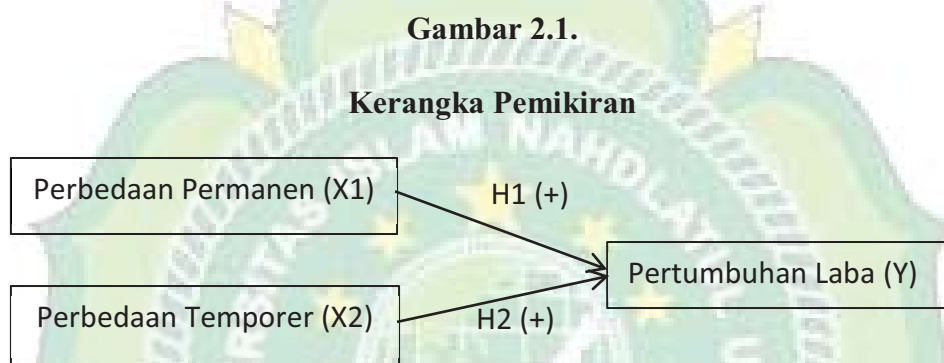 Gambar 2.1.
Kerangka Pemikiran
Perbedaan Permanen (X1)
H1 (+)
Pertumbuhan Laba (Y)
Perbedaan Temporer (X2)
H2 (+)